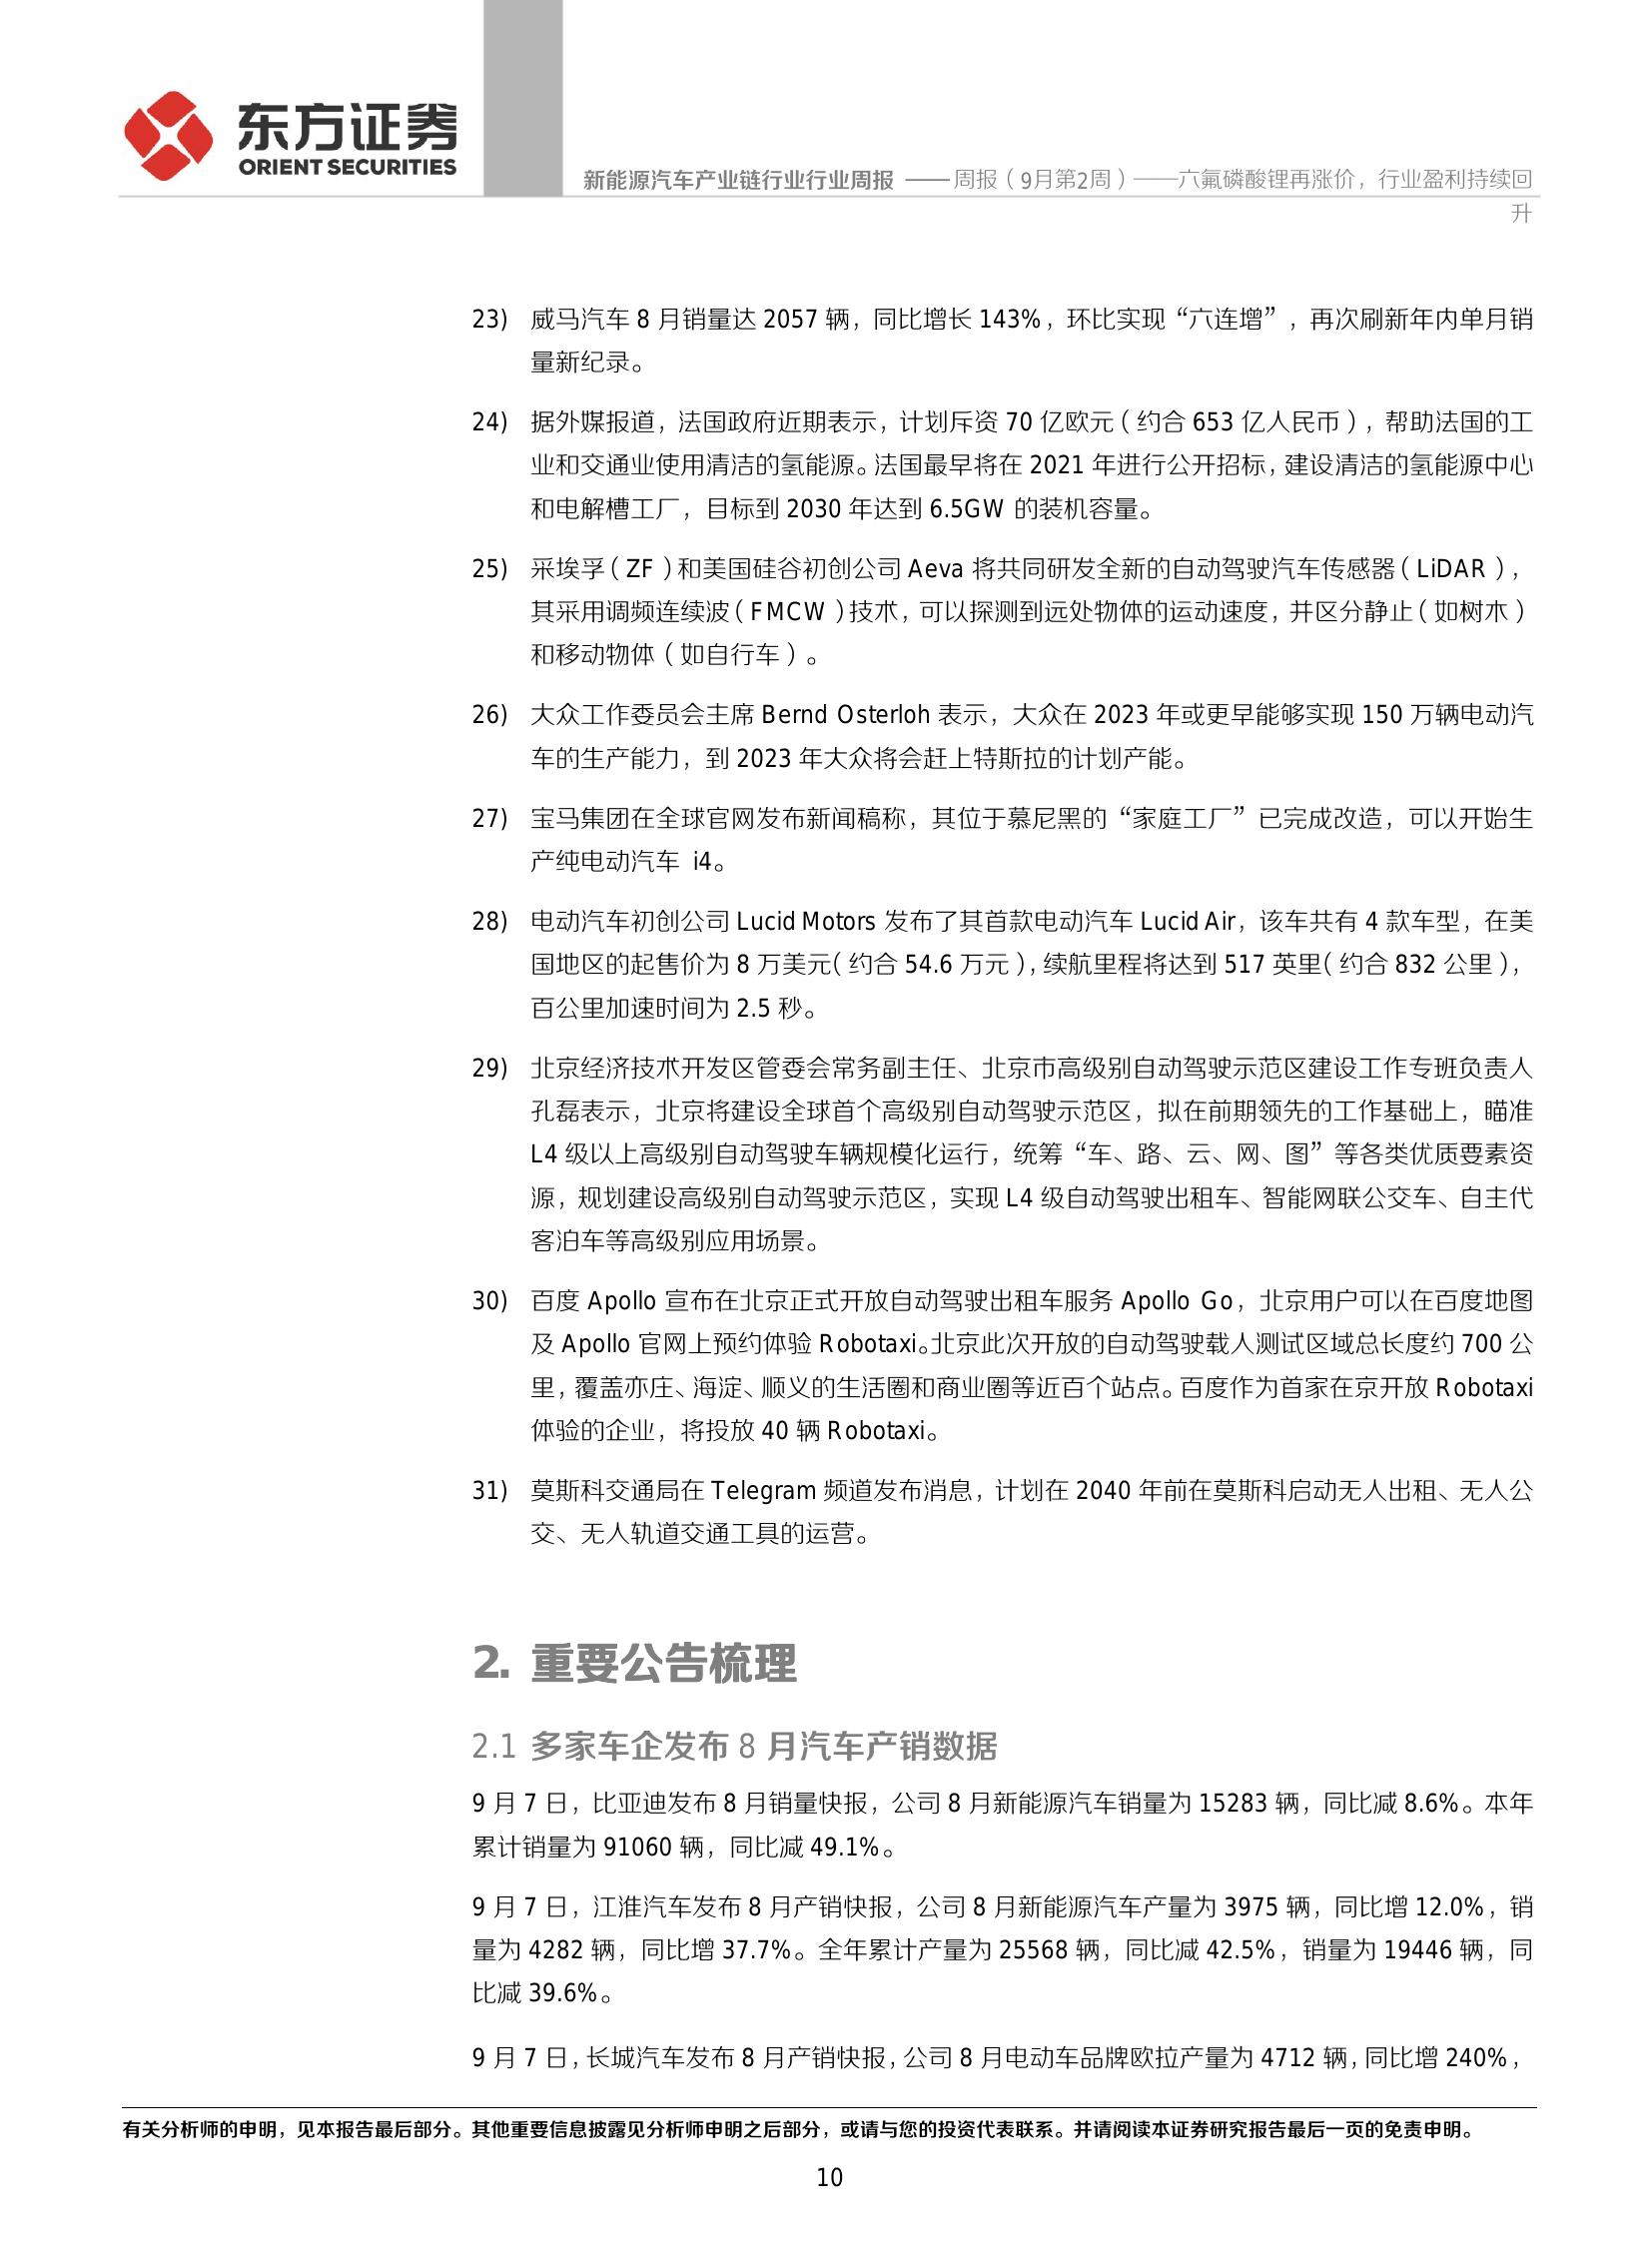 东方证券
ORIENT SECURITIES
新能源汽车产业链行业行业周报 —— 周报（9月第2周）——六氟磷酸锂再涨价，行业盈利持续回
升
23) 威马汽车 8 月销量达 2057 辆，同比增长 143%，环比实现“六连增”，再次刷新年内单月销
量新纪录。
24) 据外媒报道，法国政府近期表示，计划斥资 70 亿欧元（约合 653 亿人民币），帮助法国的工
业和交通业使用清洁的氢能源。法国最早将在 2021 年进行公开招标，建设清洁的氢能源中心
和电解槽工厂，目标到 2030 年达到 6.5GW 的装机容量。
25) 采埃孚（ZF）和美国硅谷初创公司 Aeva 将共同研发全新的自动驾驶汽车传感器（LiDAR），
其采用调频连续波（FMCW）技术，可以探测到远处物体的运动速度，并区分静止（如树木）
和移动物体（如自行车）。
26) 大众工作委员会主席 Bernd Osterloh 表示，大众在 2023 年或更早能够实现 150 万辆电动汽
车的生产能力，到 2023 年大众将会赶上特斯拉的计划产能。
27) 宝马集团在全球官网发布新闻稿称，其位于慕尼黑的“家庭工厂”已完成改造，可以开始生
产纯电动汽车 i4。
28) 电动汽车初创公司 Lucid Motors 发布了其首款电动汽车 Lucid Air，该车共有 4 款车型，在美
国地区的起售价为 8 万美元（约合 54.6 万元），续航里程将达到 517 英里（约合 832 公里），
百公里加速时间为 2.5 秒。
29) 北京经济技术开发区管委会常务副主任、北京市高级别自动驾驶示范区建设工作专班负责人
孔磊表示，北京将建设全球首个高级别自动驾驶示范区，拟在前期领先的工作基础上，瞄准
L4 级以上高级别自动驾驶车辆规模化运行，统筹“车、路、云、网、图”等各类优质要素资
源，规划建设高级别自动驾驶示范区，实现 L4 级自动驾驶出租车、智能网联公交车、自主代
客泊车等高级别应用场景。
30) 百度 Apollo 宣布在北京正式开放自动驾驶出租车服务 Apollo Go，北京用户可以在百度地图
及 Apollo 官网上预约体验 Robotaxi。北京此次开放的自动驾驶载人测试区域总长度约 700 公
里，覆盖亦庄、海淀、顺义的生活圈和商业圈等近百个站点。百度作为首家在京开放 Robotaxi
体验的企业，将投放 40 辆 Robotaxi。
31) 莫斯科交通局在 Telegram 频道发布消息，计划在 2040 年前在莫斯科启动无人出租、无人公
交、无人轨道交通工具的运营。
2. 重要公告梳理
2.1 多家车企发布 8 月汽车产销数据
9 月 7 日，比亚迪发布 8 月销量快报，公司 8 月新能源汽车销量为 15283 辆，同比减 8.6%。本年
累计销量为 91060 辆，同比减 49.1%。
9 月 7 日，江淮汽车发布 8 月产销快报，公司 8 月新能源汽车产量为 3975 辆，同比增 12.0%，销
量为 4282 辆，同比增 37.7%。全年累计产量为 25568 辆，同比减 42.5%，销量为 19446 辆，同
比减 39.6%。
9 月 7 日，长城汽车发布 8 月产销快报，公司 8 月电动车品牌欧拉产量为 4712 辆，同比增 240%，
有关分析师的申明，见本报告最后部分。其他重要信息披露见分析师申明之后部分，或请与您的投资代表联系。并请阅读本证券研究报告最后一页的免责申明。
10